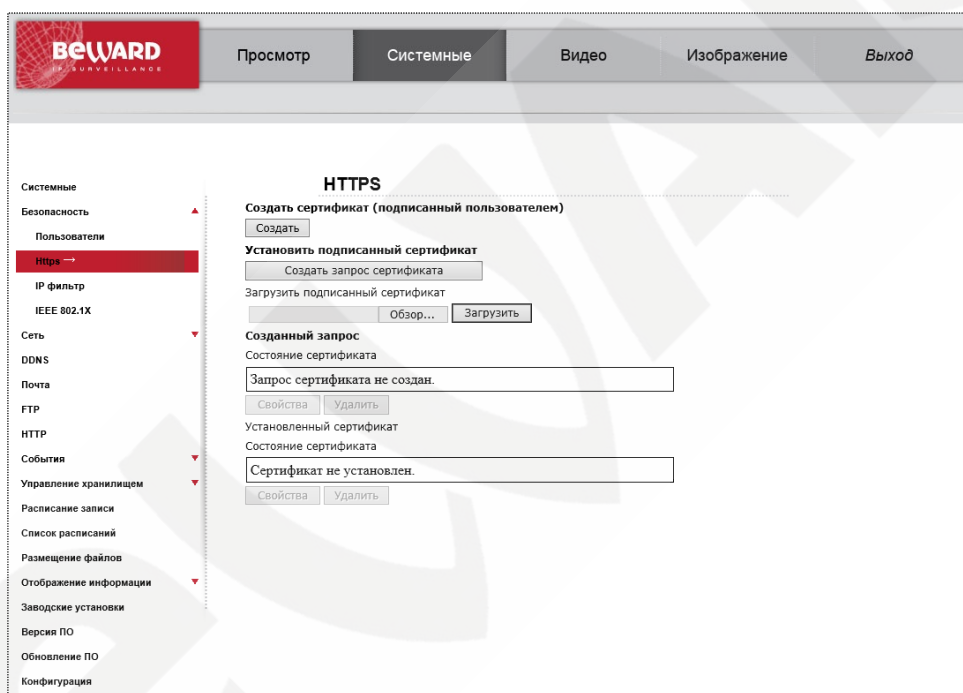 BEWARD
IP SURVEILLANCE
Просмотр
Системные
Видео
Изображение
Выход
Системные
Безопасность
Пользователи
Https →
IP фильтр
IEEE 802.1X
Сеть
DDNS
Почта
FTP
HTTP
События
Управление хранилищем
Расписание записи
Список расписаний
Размещение файлов
Отображение информации
Заводские установки
Версия ПО
Обновление ПО
Конфигурация
HTTPS
Создать сертификат (подписанный пользователем)
Создать
Установить подписанный сертификат
Создать запрос сертификата
Загрузить подписанный сертификат
Обзор... Загрузить
Созданный запрос
Состояние сертификата
Запрос сертификата не создан.
Свойства Удалить
Установленный сертификат
Состояние сертификата
Сертификат не установлен.
Свойства Удалить